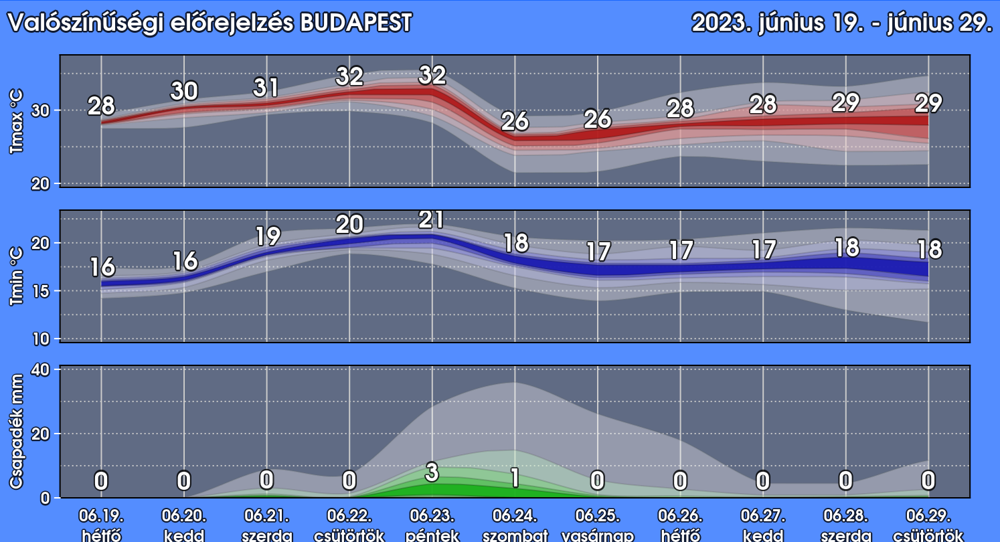 Valószínűségi előrejelzés BUDAPEST
2023. június 19. - június 29.
Tmax °C
30
20
28 30 31 32 32 26 26 28 28 29 29
Tmin °C
20
15
10
16 16 19 20 21 18 17 17 17 18 18
Csapadék mm
40
20
0
0 0 0 0 3 1 0 0 0 0 0
06.19. 06.20. 06.21. 06.22. 06.23. 06.24. 06.25. 06.26. 06.27. 06.28. 06.29.
hétfő kedd szerda csütörtök péntek szombat vasárnap hétfő kedd szerda csütörtök